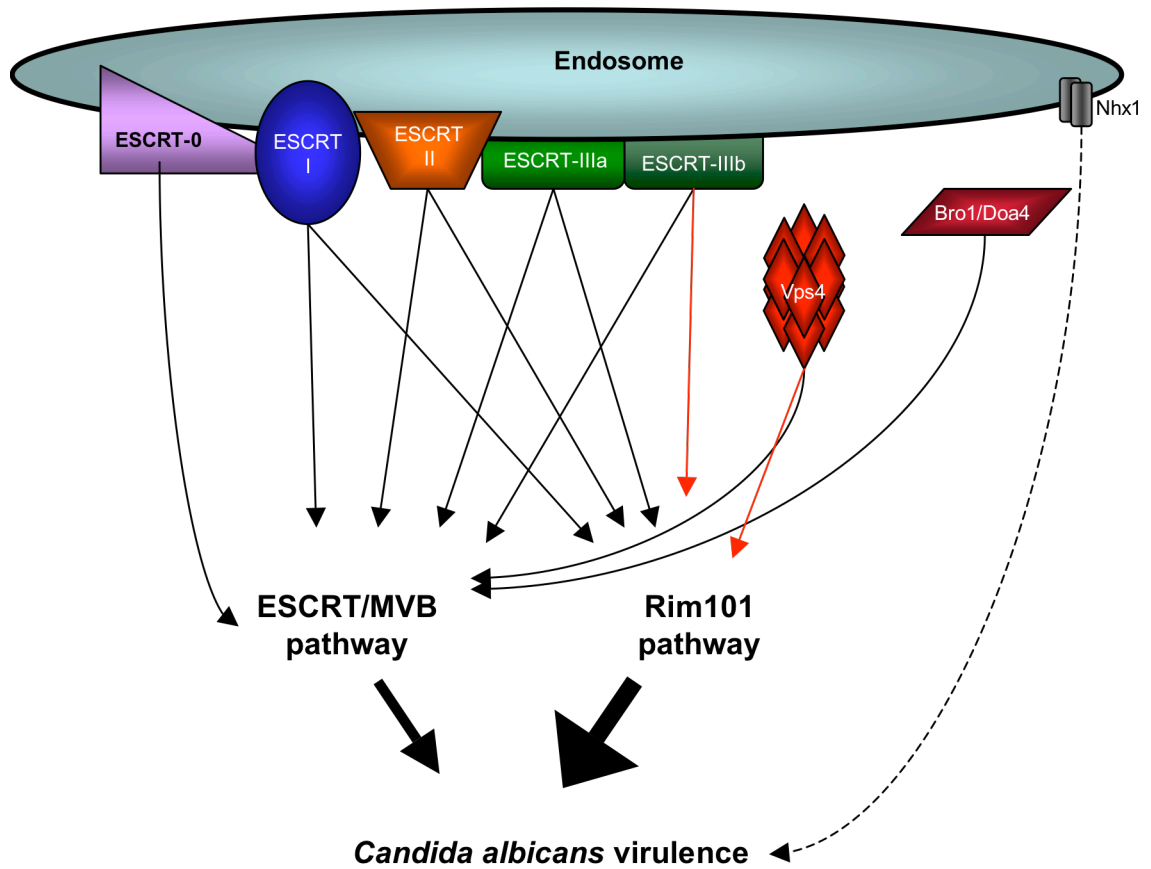 Endosome
Nhx1
ESCRT-0
ESCRT
I
ESCRT
II
ESCRT-IIIa
ESCRT-IIIb
Bro1/Doa4
Vps4
ESCRT/MVB
pathway
Rim101
pathway
Candida albicans virulence